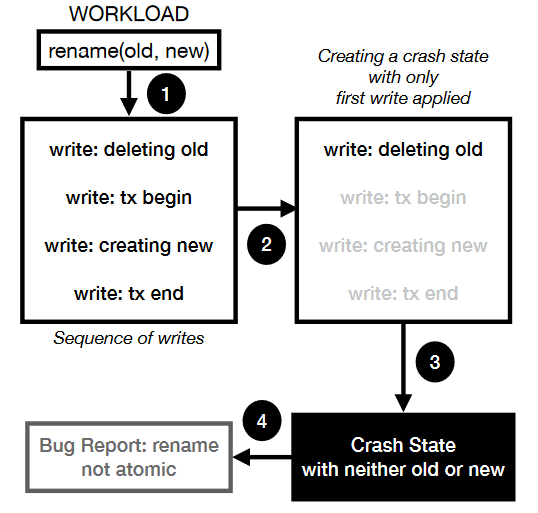 WORKLOAD
rename(old, new)
1
write: deleting old
write: tx begin
write: creating new
write: tx end
Sequence of writes
2
Creating a crash state
with only
first write applied
write: deleting old
write: tx begin
write: creating new
write: tx end
3
Crash State
with neither old or new
4
Bug Report: rename
not atomic